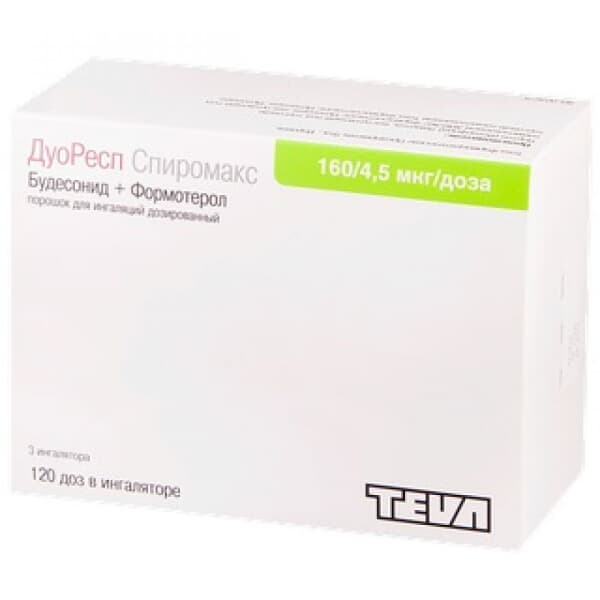 ДуоРесп Спиромакс
Будесонид + Формотерол
порошок для ингаляций дозированный
160/4,5 мкг/доза
3 ингалятора
120 доз в ингаляторе
TEVA